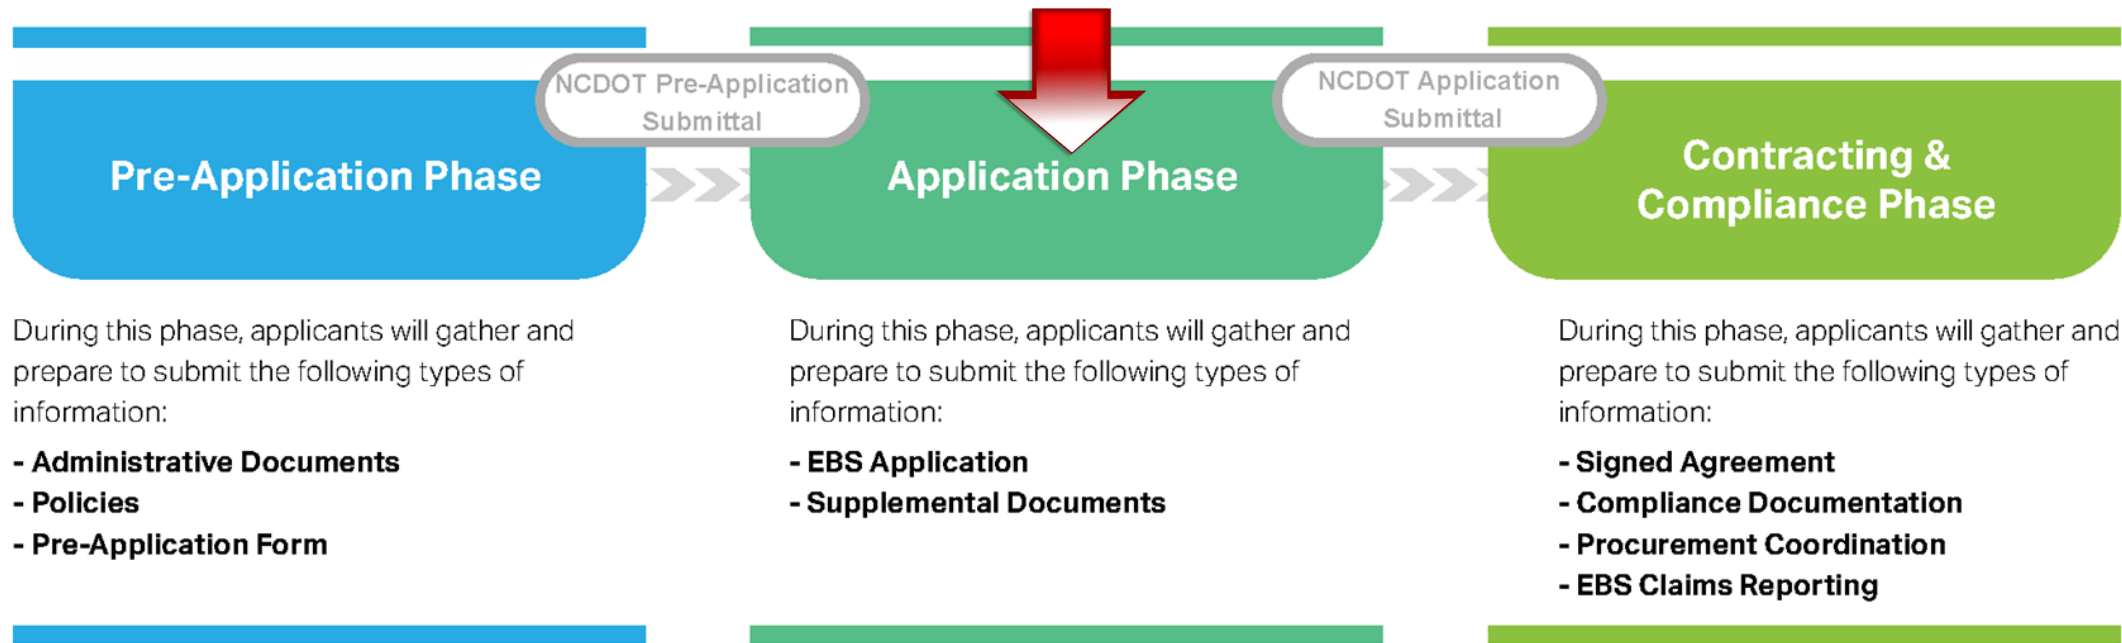 NCDOT Pre-Application
Submittal
NCDOT Application
Submittal
Pre-Application Phase
Application Phase
Contracting &
Compliance Phase
During this phase, applicants will gather and
prepare to submit the following types of
information:
- Administrative Documents
- Policies
- Pre-Application Form
During this phase, applicants will gather and
prepare to submit the following types of
information:
- EBS Application
- Supplemental Documents
During this phase, applicants will gather and
prepare to submit the following types of
information:
- Signed Agreement
- Compliance Documentation
- Procurement Coordination
- EBS Claims Reporting